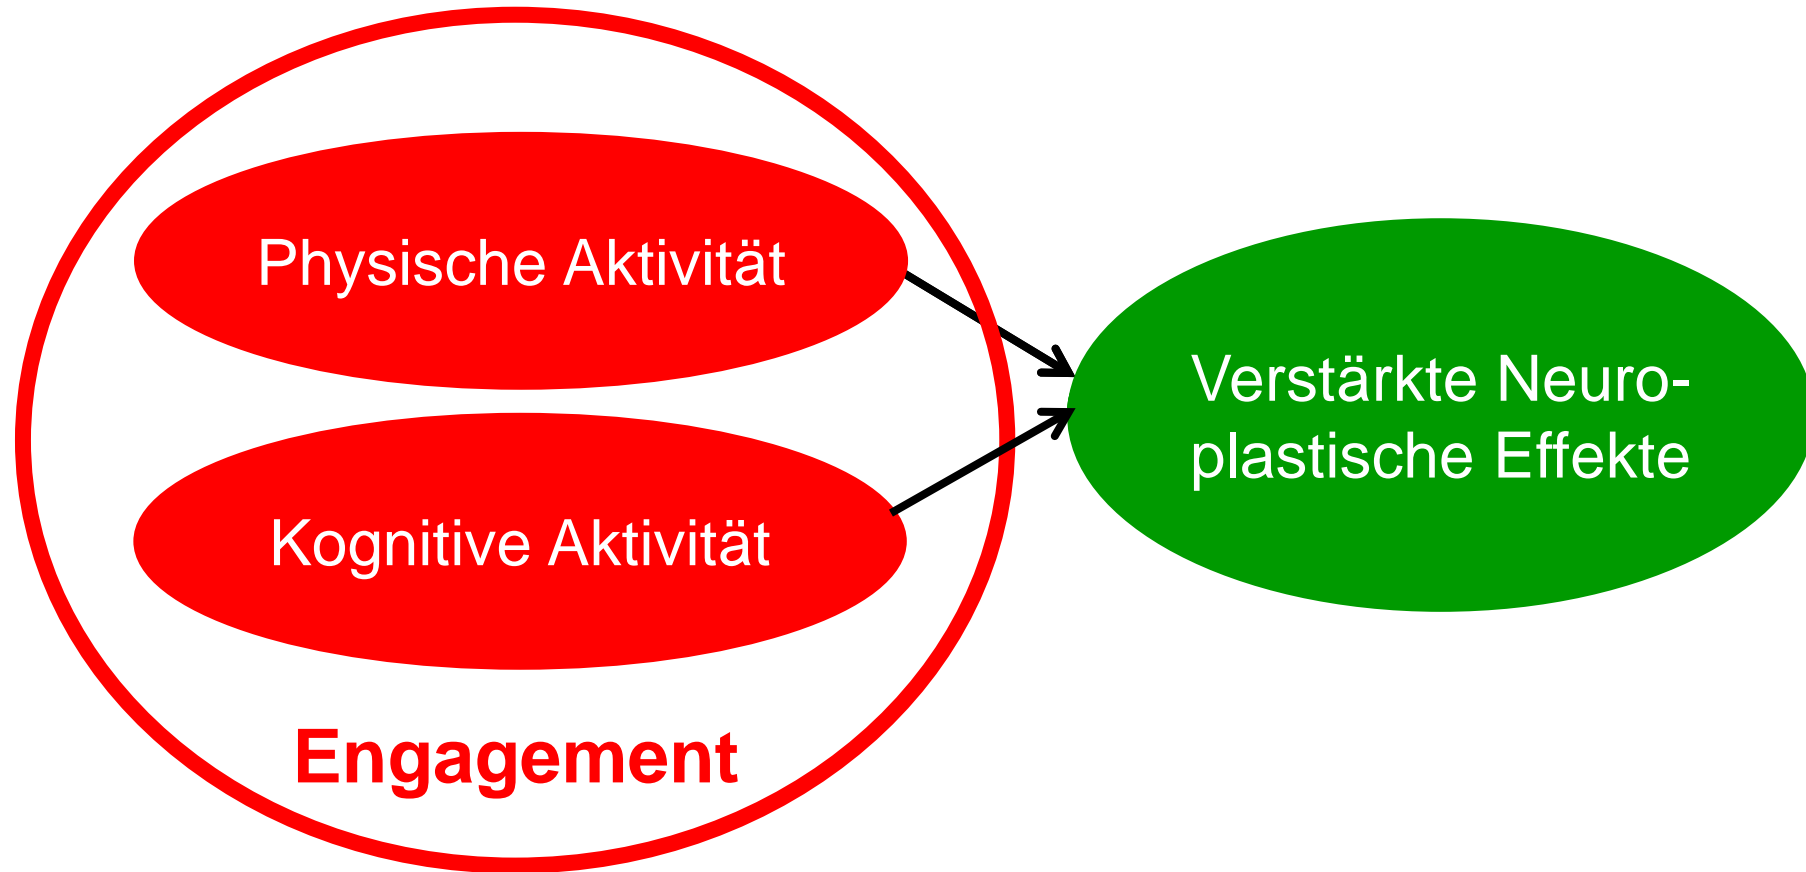 Physische Aktivität
Verstärkte Neuro-
plastische Effekte
Kognitive Aktivität
Engagement